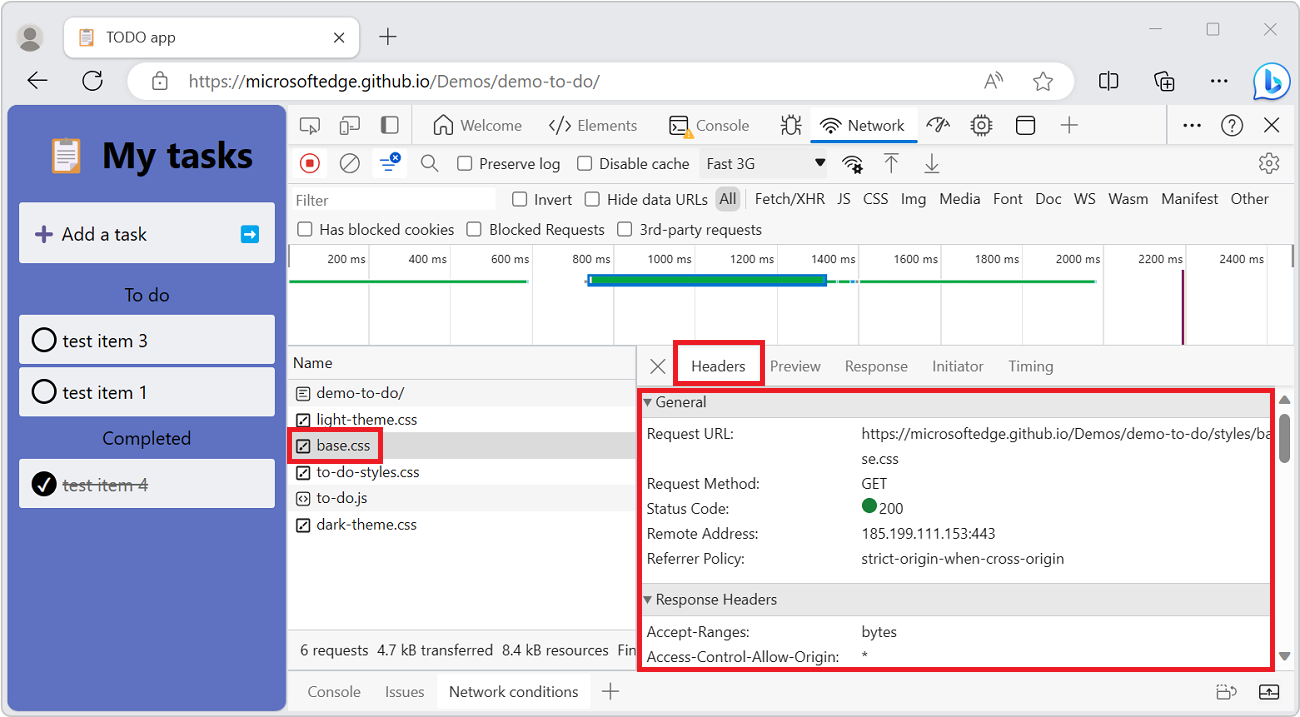 TODO app
https://microsoftedge.github.io/Demos/demo-to-do/
My tasks
Add a task
To do
test item 3
test item 1
Completed
test item 4
Welcome Elements Console Network
Preserve log Disable cache Fast 3G
Filter Invert Hide data URLs All Fetch/XHR JS CSS Img Media Font Doc WS Wasm Manifest Other
Has blocked cookies Blocked Requests 3rd-party requests
200 ms 400 ms 600 ms 800 ms 1000 ms 1200 ms 1400 ms 1600 ms 1800 ms 2000 ms 2200 ms 2400 ms
Name
demo-to-do/
light-theme.css
base.css
to-do-styles.css
to-do.js
dark-theme.css
6 requests 4.7 kB transferred 8.4 kB resources Fin
Headers Preview Response Initiator Timing
General
Request URL: https://microsoftedge.github.io/Demos/demo-to-do/styles/ba
se.css
Request Method: GET
Status Code: 200
Remote Address: 185.199.111.153:443
Referrer Policy: strict-origin-when-cross-origin
Response Headers
Accept-Ranges: bytes
Access-Control-Allow-Origin: *
Console Issues Network conditions